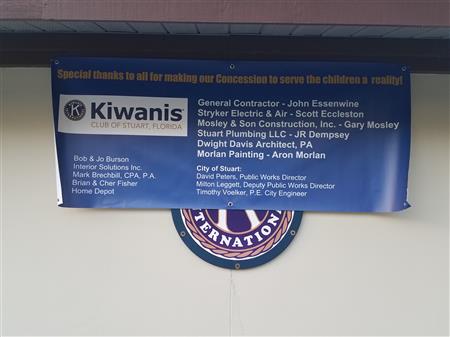 Special thanks to all for making our Concession to serve the children a reality!
Kiwanis
CLUB OF STUART, FLORIDA
Bob & Jo Burson
Interior Solutions Inc.
Mark Brechbill, CPA, P.A.
Brian & Cher Fisher
Home Depot
General Contractor - John Essenwine
Stryker Electric & Air - Scott Eccleston
Mosley & Son Construction, Inc. - Gary Mosley
Stuart Plumbing LLC - JR Dempsey
Dwight Davis Architect, PA
Morlan Painting - Aron Morlan
City of Stuart:
David Peters, Public Works Director
Milton Leggett, Deputy Public Works Director
Timothy Voelker, P.E. City Engineer
K
TERNATION